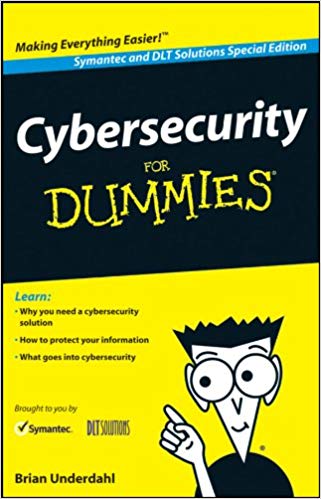 Making Everything Easier!™
Symantec and DLT Solutions Special Edition
Cybersecurity
FOR
DUMMIES®
Learn:
• Why you need a cybersecurity
solution
• How to protect your information
• What goes into cybersecurity
Brought to you by
Symantec. DLT SOLUTIONS
Brian Underdahl